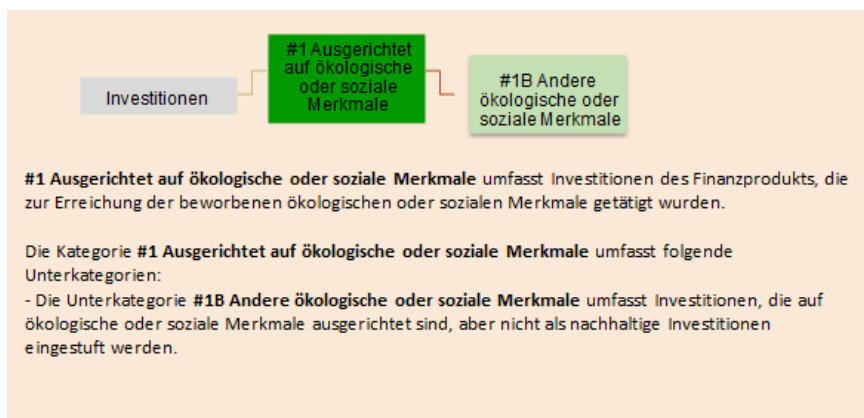 #1 Ausgerichtet
auf ökologische
oder soziale
Merkmale
Investitionen
#1B Andere
ökologische oder
soziale Merkmale
#1 Ausgerichtet auf ökologische oder soziale Merkmale umfasst Investitionen des Finanzprodukts, die
zur Erreichung der beworbenen ökologischen oder sozialen Merkmale getätigt wurden.
Die Kategorie #1 Ausgerichtet auf ökologische oder soziale Merkmale umfasst folgende
Unterkategorien:
- Die Unterkategorie #1B Andere ökologische oder soziale Merkmale umfasst Investitionen, die auf
ökologische oder soziale Merkmale ausgerichtet sind, aber nicht als nachhaltige Investitionen
eingestuft werden.